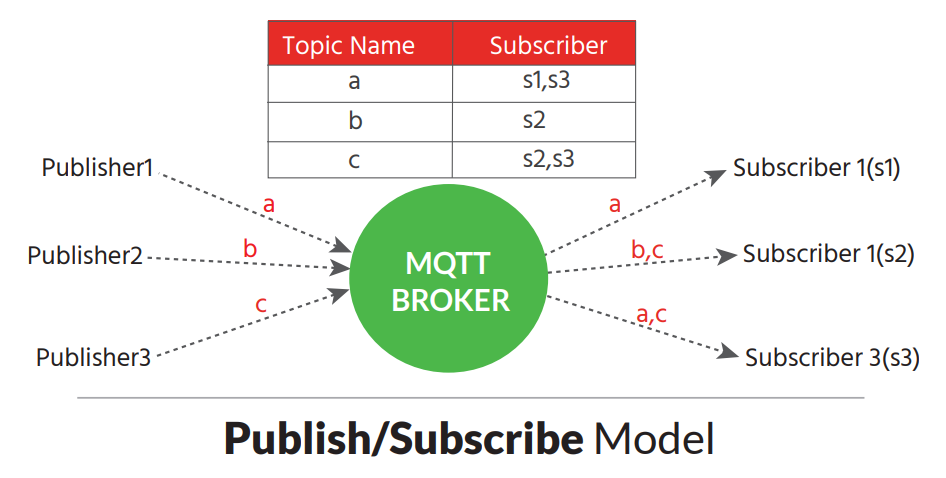 Topic Name Subscriber
a s1,s3
b s2
c s2,s3
Publisher1
a
a
Subscriber 1(s1)
Publisher2
b
MQTT
BROKER
b,c
Subscriber 1(s2)
Publisher3
c
a,c
Subscriber 3(s3)
Publish/Subscribe Model